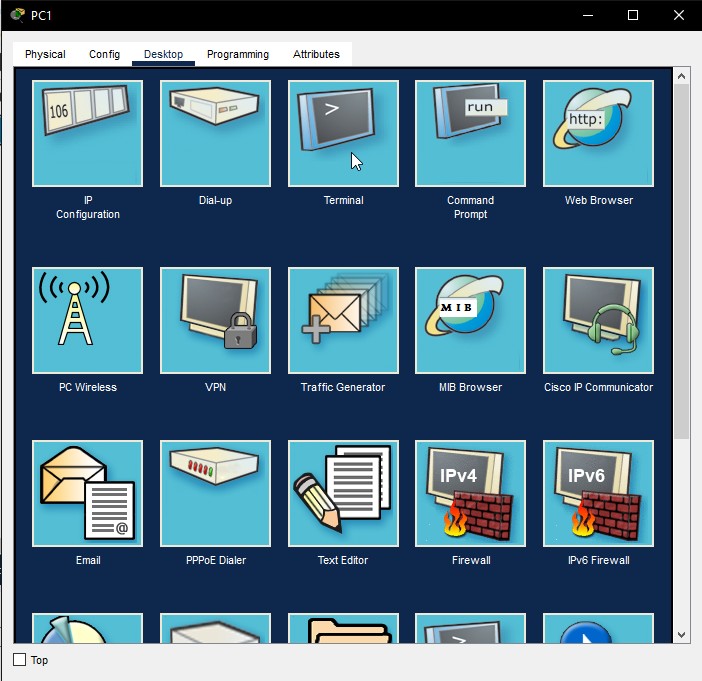 PC1
Physical Config Desktop Programming Attributes
106
>
run
http:
IP
Configuration
Dial-up
Terminal
Command
Prompt
Web Browser
MIB
PC Wireless
VPN
Traffic Generator
MIB Browser
Cisco IP Communicator
@
IPv4
IPv6
Email
PPPoE Dialer
Text Editor
Firewall
IPv6 Firewall
>
Top